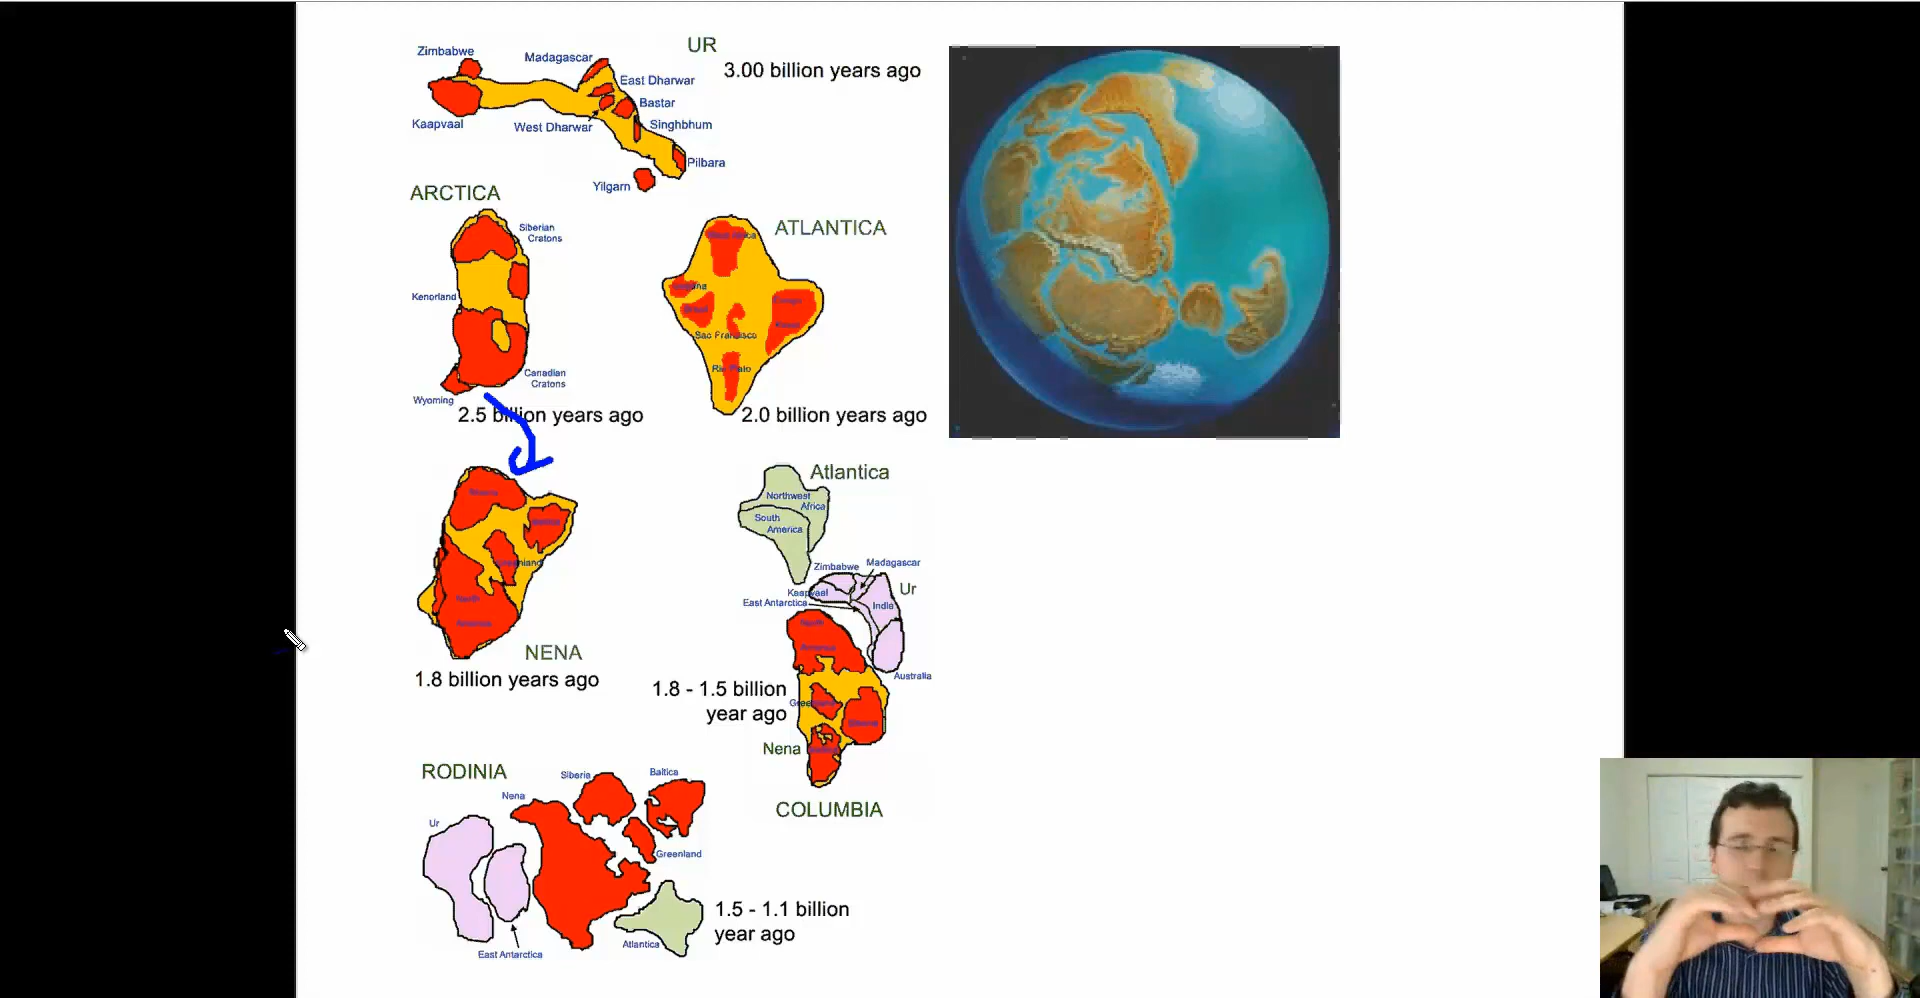 UR
3.00 billion years ago
Zimbabwe
Madagascar
East Dharwar
Bastar
Kaapvaal
West Dharwar
Singhbhum
Pilbara
Yilgarn
ARCTICA
Siberian
Cratons
Kenorland
Canadian
Cratons
Wyoming
2.5 billion years ago
ATLANTICA
Sao Francisco
2.0 billion years ago
NENA
1.8 billion years ago
Atlantica
Northwest
Africa
South
America
Zimbabwe
Madagascar
Kaapvaal
Ur
East Antarctica
India
North
Australia
1.8 - 1.5 billion
year ago
Nena
COLUMBIA
RODINIA
Siberia
Baltica
Nena
Ur
Greenland
Atlantica
East Antarctica
1.5 - 1.1 billion
year ago